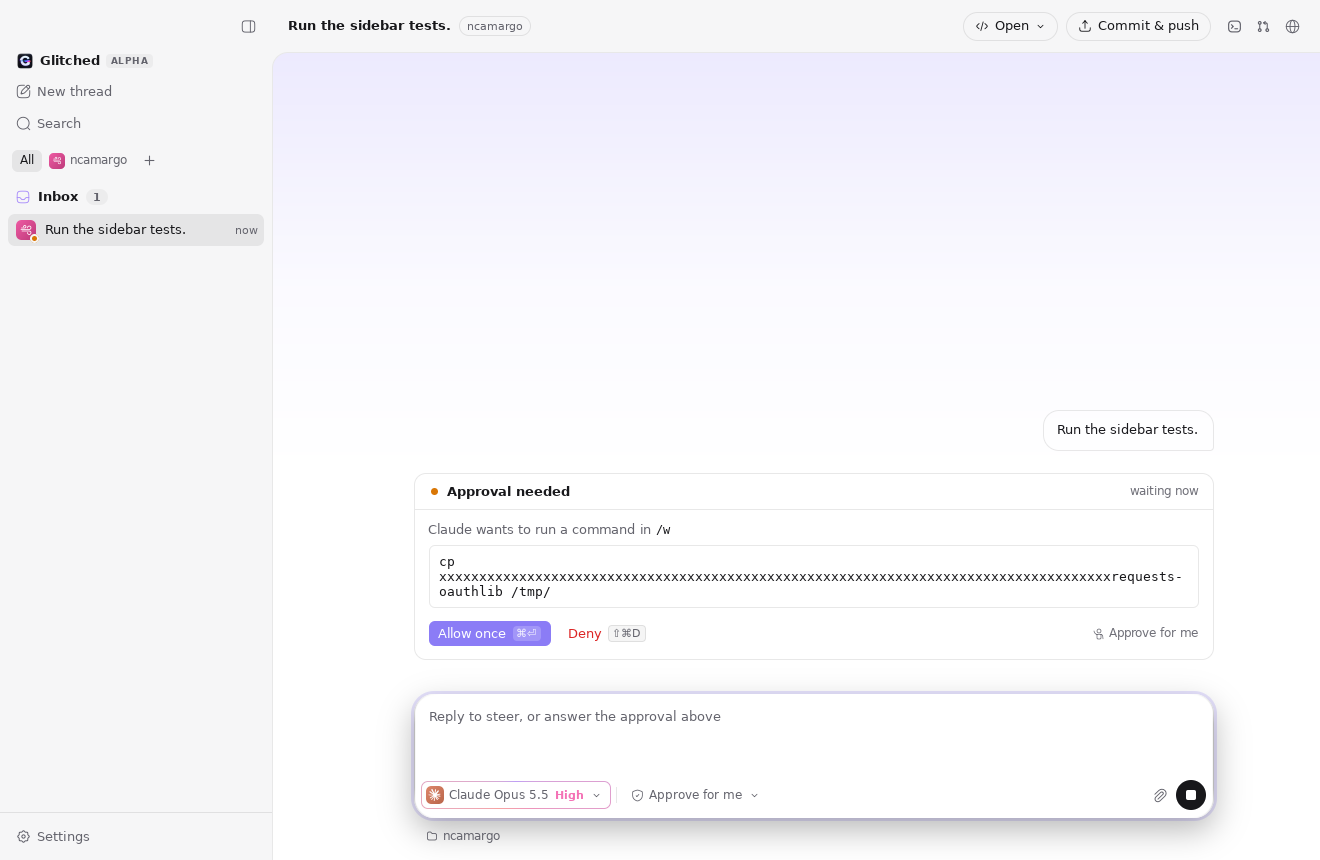 Run the sidebar tests. ncamargo Open Commit & push
Glitched ALPHA
New thread
Search
All ncamargo
Inbox 1
Run the sidebar tests. now
Run the sidebar tests.
Approval needed waiting now
Claude wants to run a command in /w
cp
xxxxxxxxxxxxxxxxxxxxxxxxxxxxxxxxxxxxxxxxxxxxxxxxxxxxxxxxxxxxxxxxxxxxxxxxxxxxxxxxxxxxrequests-
oauthlib /tmp/
Allow once ⌘⏎ Deny ⇧⌘D Approve for me
Reply to steer, or answer the approval above
Claude Opus 5.5 High Approve for me
ncamargo
Settings